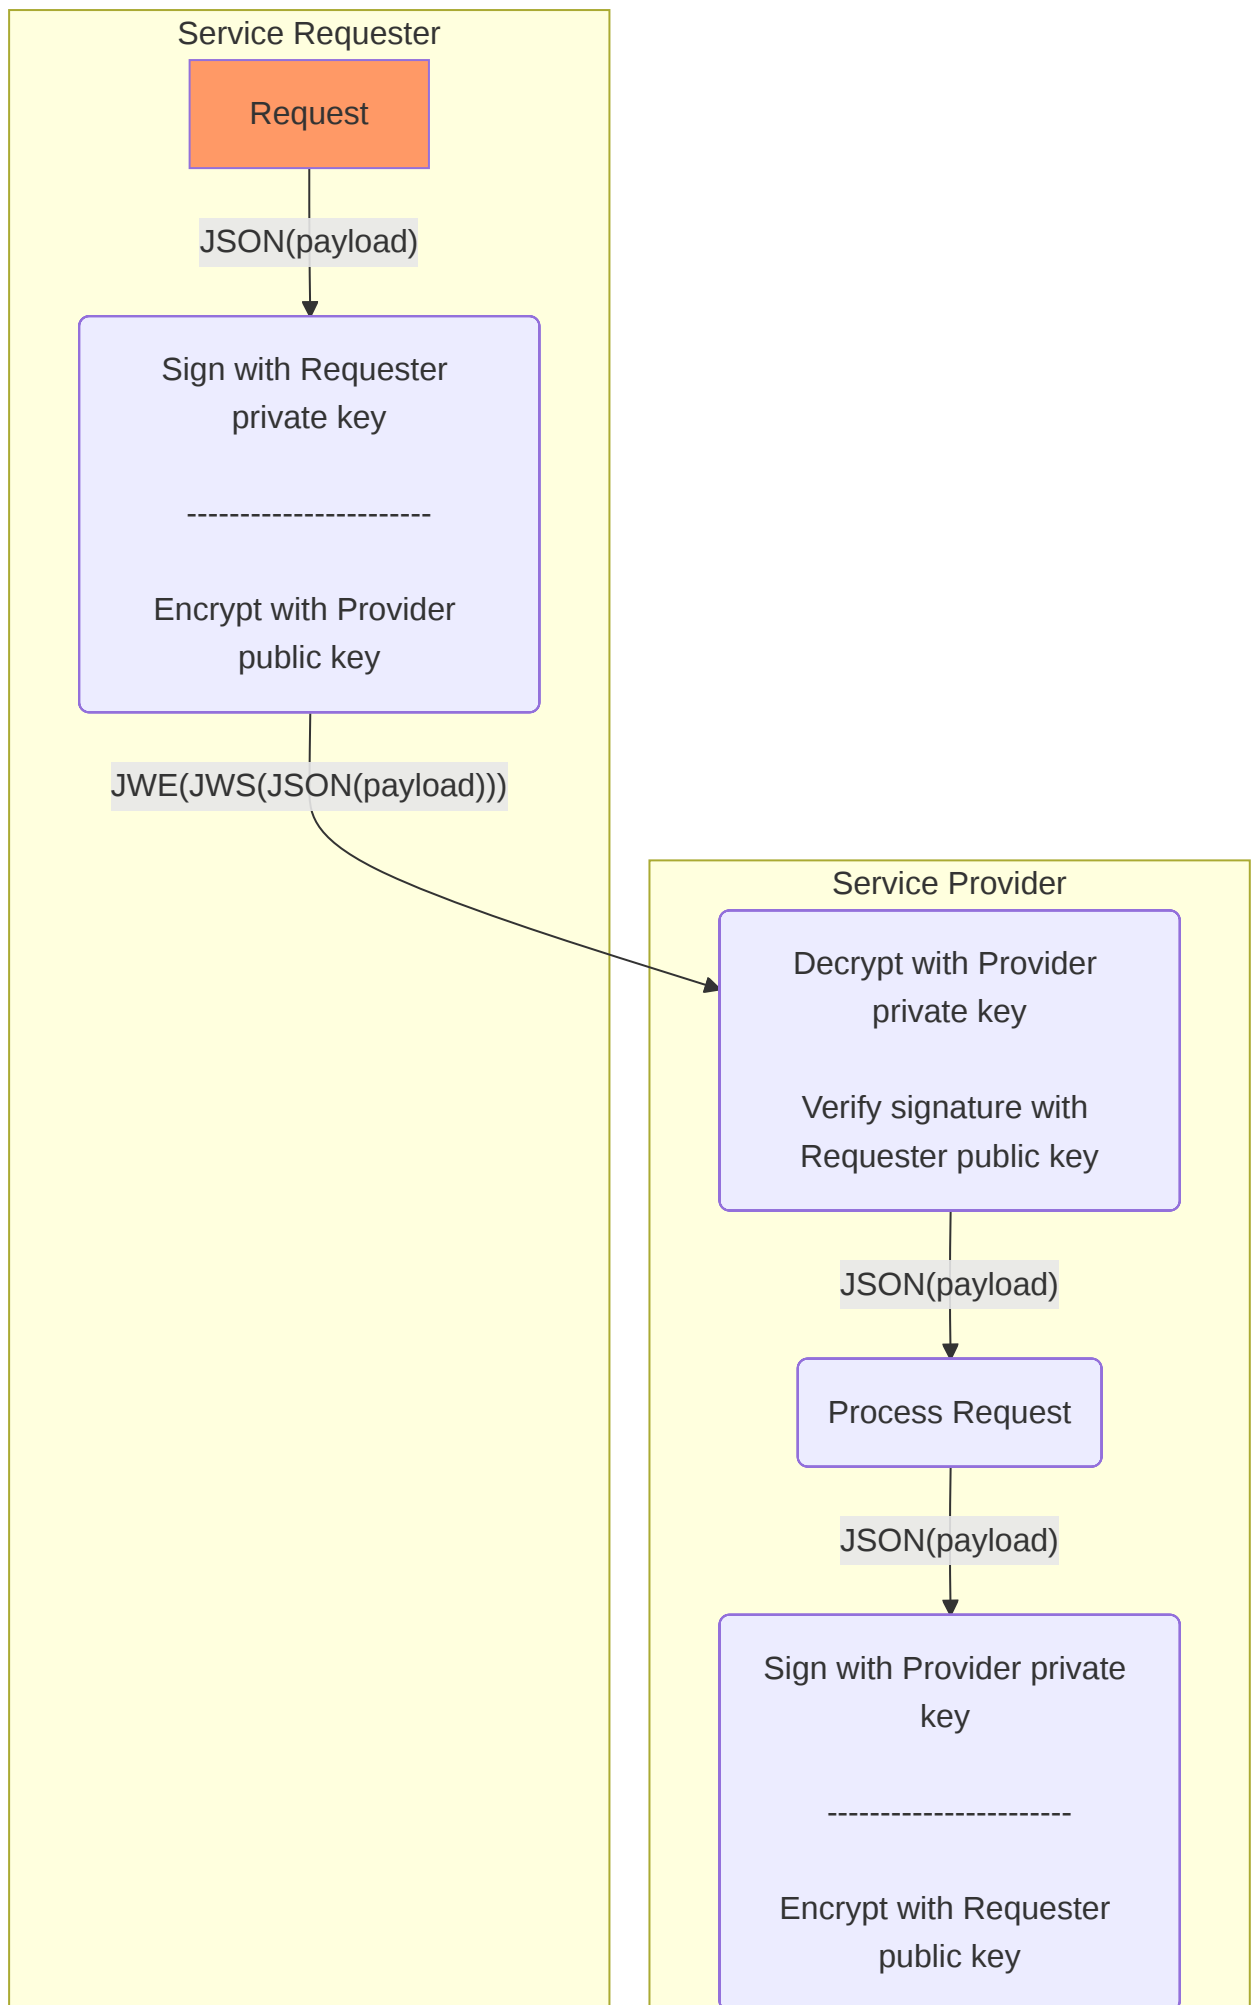 Service Requester
Request
JSON(payload)
Sign with Requester
private key
-----------------------
Encrypt with Provider
public key
JWE(JWS(JSON(payload)))
Service Provider
Decrypt with Provider
private key
Verify signature with
Requester public key
JSON(payload)
Process Request
JSON(payload)
Sign with Provider private
key
-----------------------
Encrypt with Requester
public key